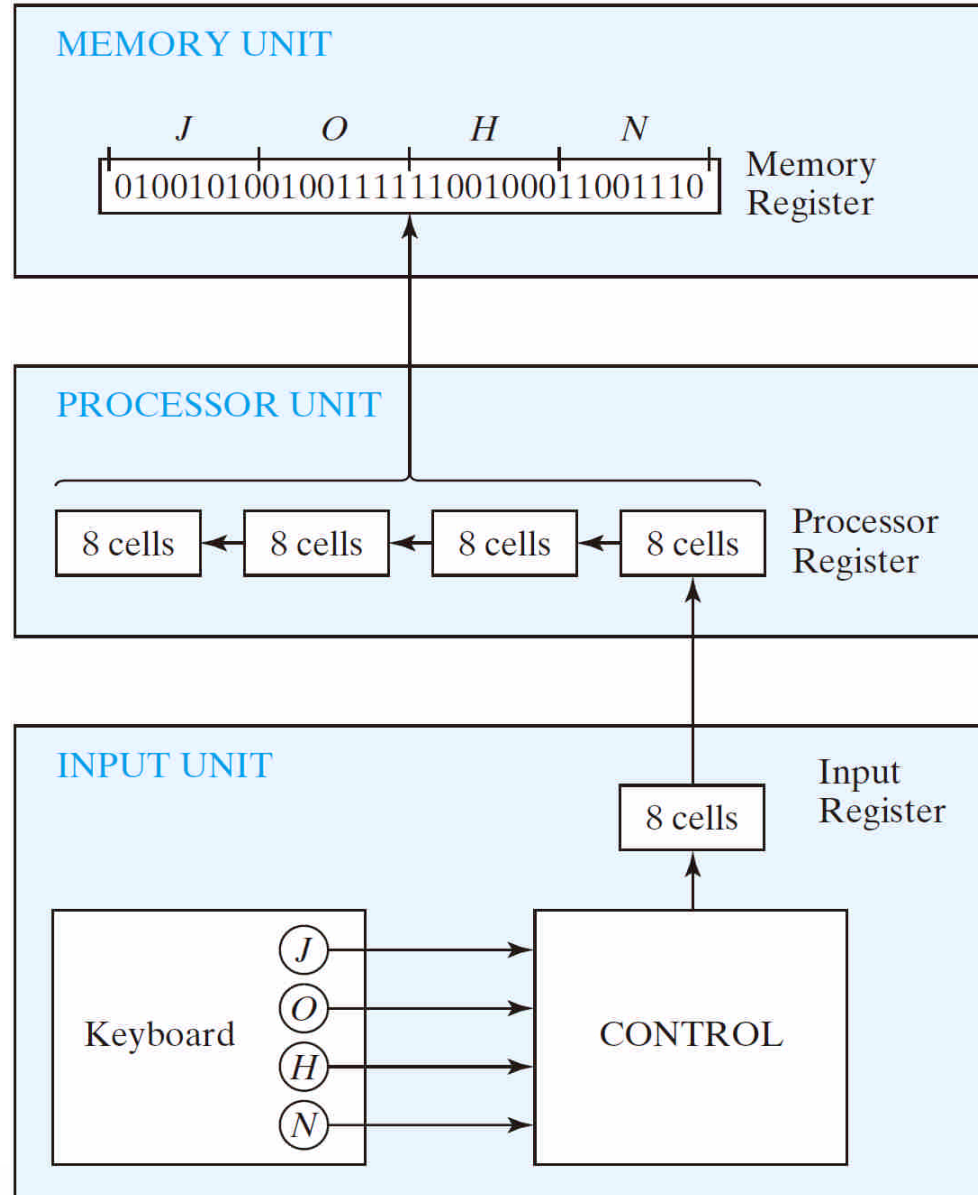 MEMORY UNIT
J O H N
01001010010011111100100011001110
Memory
Register
PROCESSOR UNIT
8 cells 8 cells 8 cells 8 cells
Processor
Register
INPUT UNIT
Input
Register
8 cells
J
O
Keyboard
CONTROL
H
N